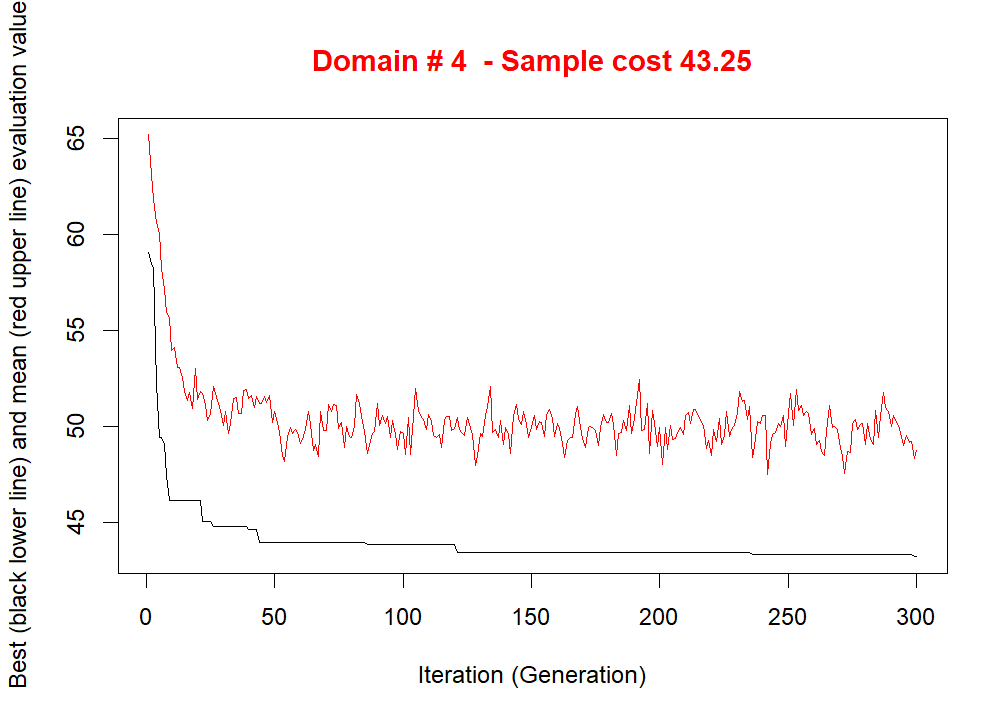 Domain # 4  - Sample cost 43.25
Best (black lower line) and mean (red upper line) evaluation value
65
60
55
50
45
0 50 100 150 200 250 300
Iteration (Generation)